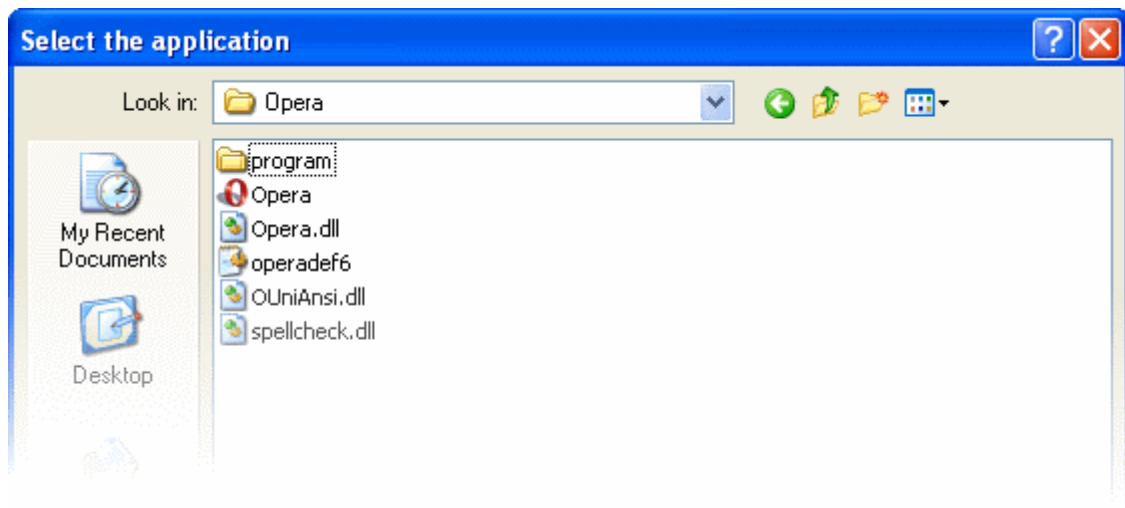 Select the application
Look in: Opera
My Recent
Documents
Desktop
program
Opera
Opera.dll
operadef6
OUniAnsi.dll
spellcheck.dll